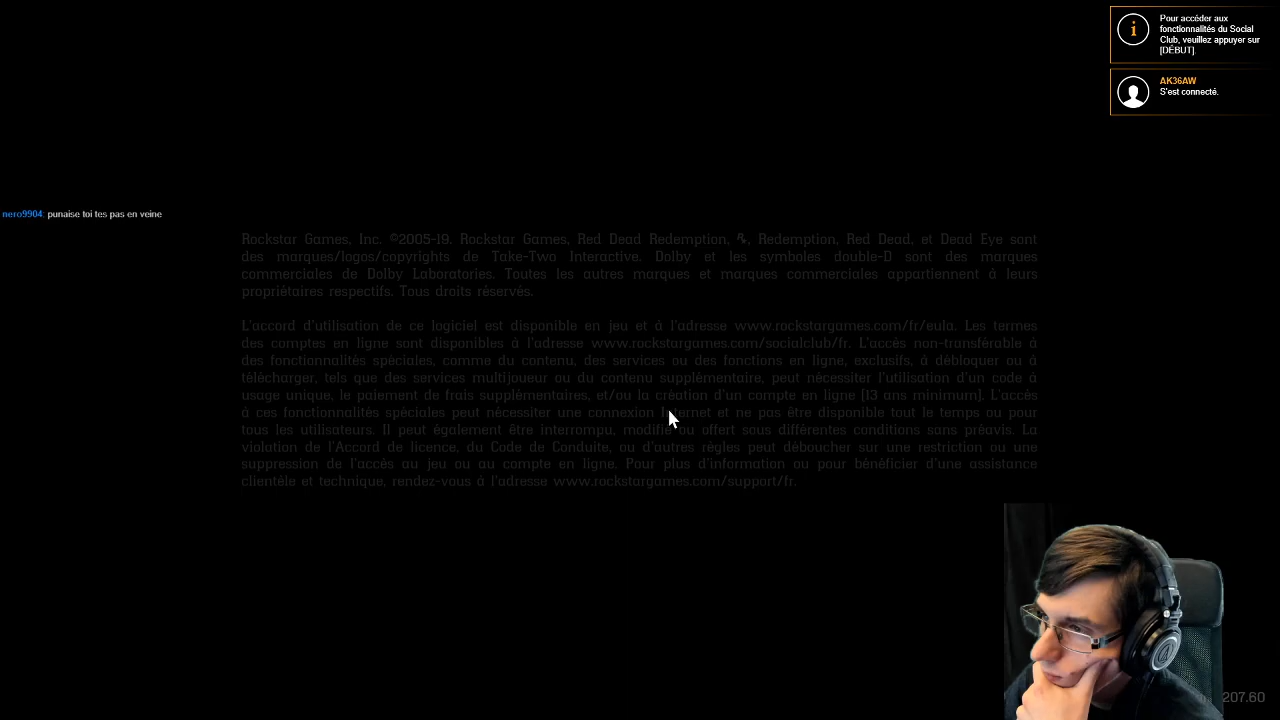 Pour accéder aux
fonctionnalités du Social
Club, veuillez appuyer sur
[DÉBUT].
AK36AW
S'est connecté.
nero9904: punaise toi tes pas en veine
Rockstar Games, Inc. ©2005-19. Rockstar Games, Red Dead Redemption, R*, Redemption, Red Dead, et Dead Eye sont
des marques/logos/copyrights de Take-Two Interactive. Dolby et les symboles double-D sont des marques
commerciales de Dolby Laboratories. Toutes les autres marques et marques commerciales appartiennent à leurs
propriétaires respectifs. Tous droits réservés.
L'accord d'utilisation de ce logiciel est disponible en jeu et à l'adresse www.rockstargames.com/fr/eula. Les termes
des comptes en ligne sont disponibles à l'adresse www.rockstargames.com/socialclub/fr. L'accès non-transférable à
des fonctionnalités spéciales, comme du contenu, des services ou des fonctions en ligne, exclusifs, à débloquer ou à
télécharger, tels que des services multijoueur ou du contenu supplémentaire, peut nécessiter l'utilisation d'un code à
usage unique, le paiement de frais supplémentaires, et/ou la création d'un compte en ligne [13 ans minimum]. L'accès
à ces fonctionnalités spéciales peut nécessiter une connexion Internet et ne pas être disponible tout le temps ou pour
tous les utilisateurs. Il peut également être interrompu, modifié ou offert sous différentes conditions sans préavis. La
violation de l'Accord de licence, du Code de Conduite, ou d'autres règles peut déboucher sur une restriction ou une
suppression de l'accès au jeu ou au compte en ligne. Pour plus d'information ou pour bénéficier d'une assistance
clientèle et technique, rendez-vous à l'adresse www.rockstargames.com/support/fr.
207.60